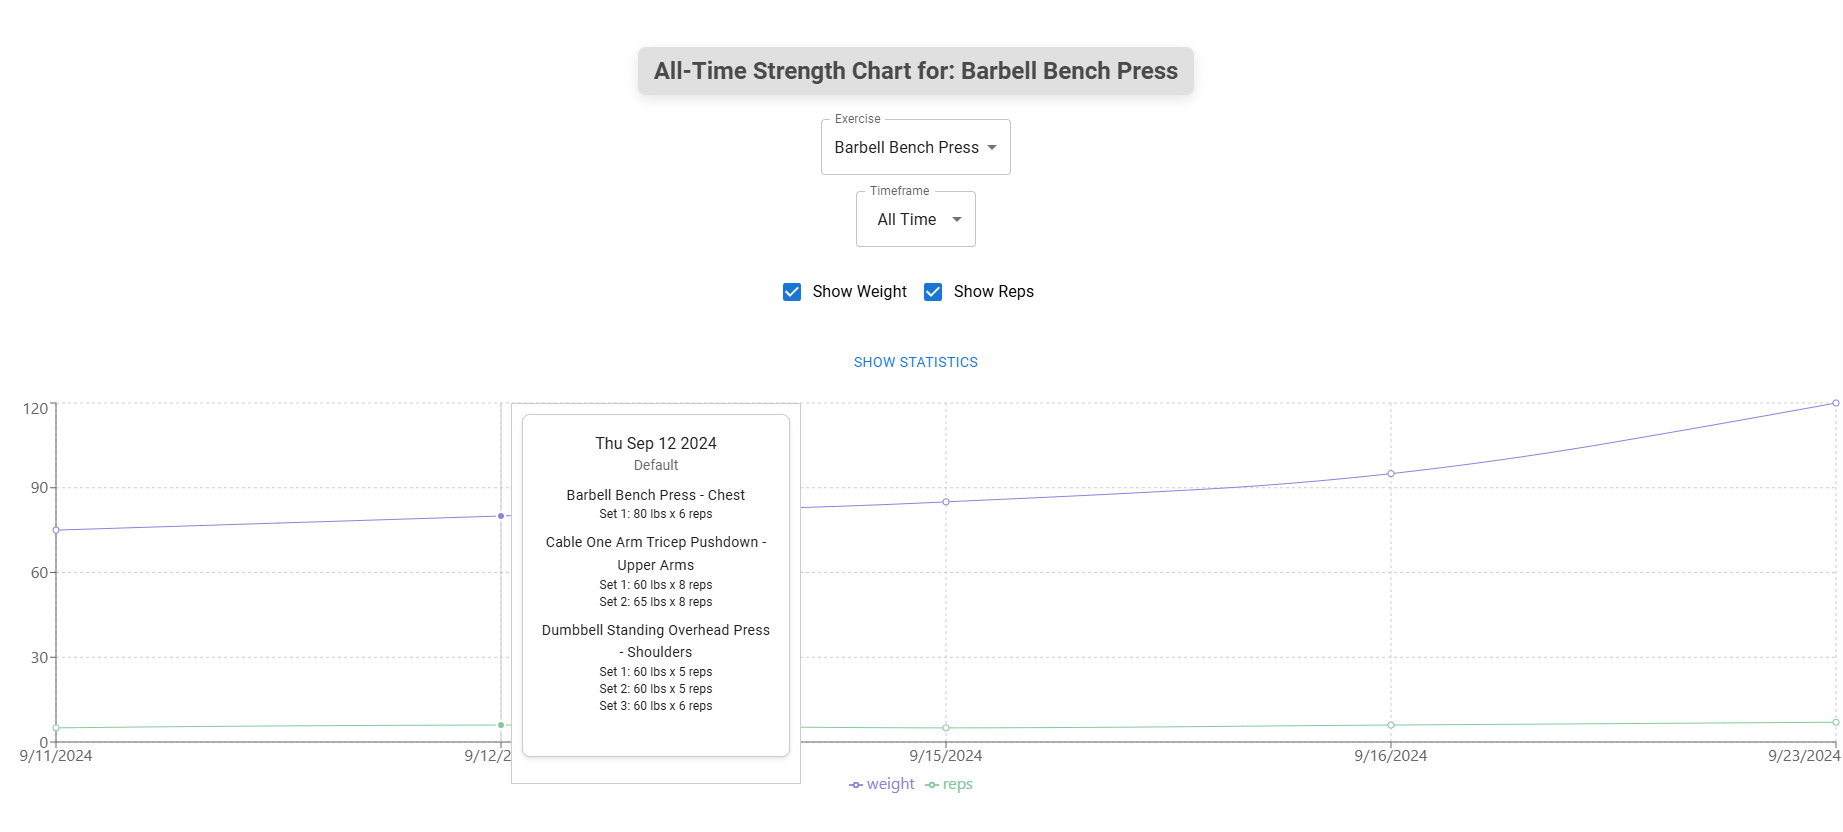 All-Time Strength Chart for: Barbell Bench Press
Exercise
Barbell Bench Press
Timeframe
All Time
Show Weight Show Reps
SHOW STATISTICS
120
90
60
30
0
Thu Sep 12 2024
Default
Barbell Bench Press - Chest
Set 1: 80 lbs x 6 reps
Cable One Arm Tricep Pushdown -
Upper Arms
Set 1: 60 lbs x 8 reps
Set 2: 65 lbs x 8 reps
Dumbbell Standing Overhead Press
- Shoulders
Set 1: 60 lbs x 5 reps
Set 2: 60 lbs x 5 reps
Set 3: 60 lbs x 6 reps
9/11/2024 9/12/2 9/15/2024 9/16/2024 9/23/2024
weight reps